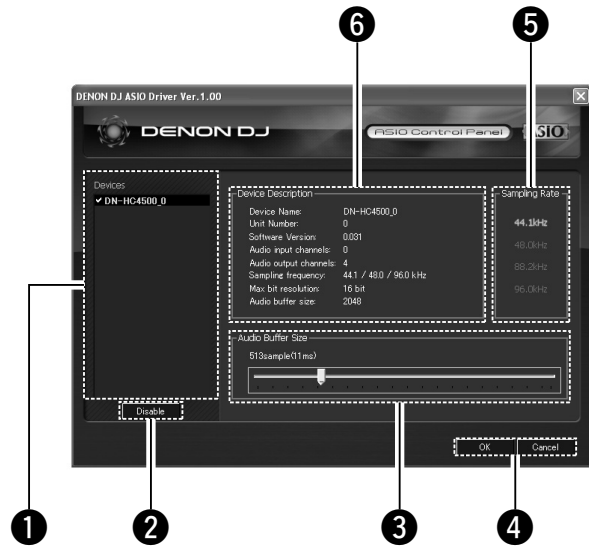 6
5
DENON DJ ASIO Driver Ver.1.00
DENON DJ
ASIO Control Panel
ASIO
Devices
✔ DN-HC4500_0
Device Description
Device Name: DN-HC4500_0
Unit Number: 0
Software Version: 0.031
Audio input channels: 0
Audio output channels: 4
Sampling frequency: 44.1 / 48.0 / 96.0 kHz
Max bit resolution: 16 bit
Audio buffer size: 2048
Sampling Rate
44.1kHz
48.0kHz
88.2kHz
96.0kHz
Audio Buffer Size
513sample(11ms)
Disable
OK
Cancel
1
2
3
4